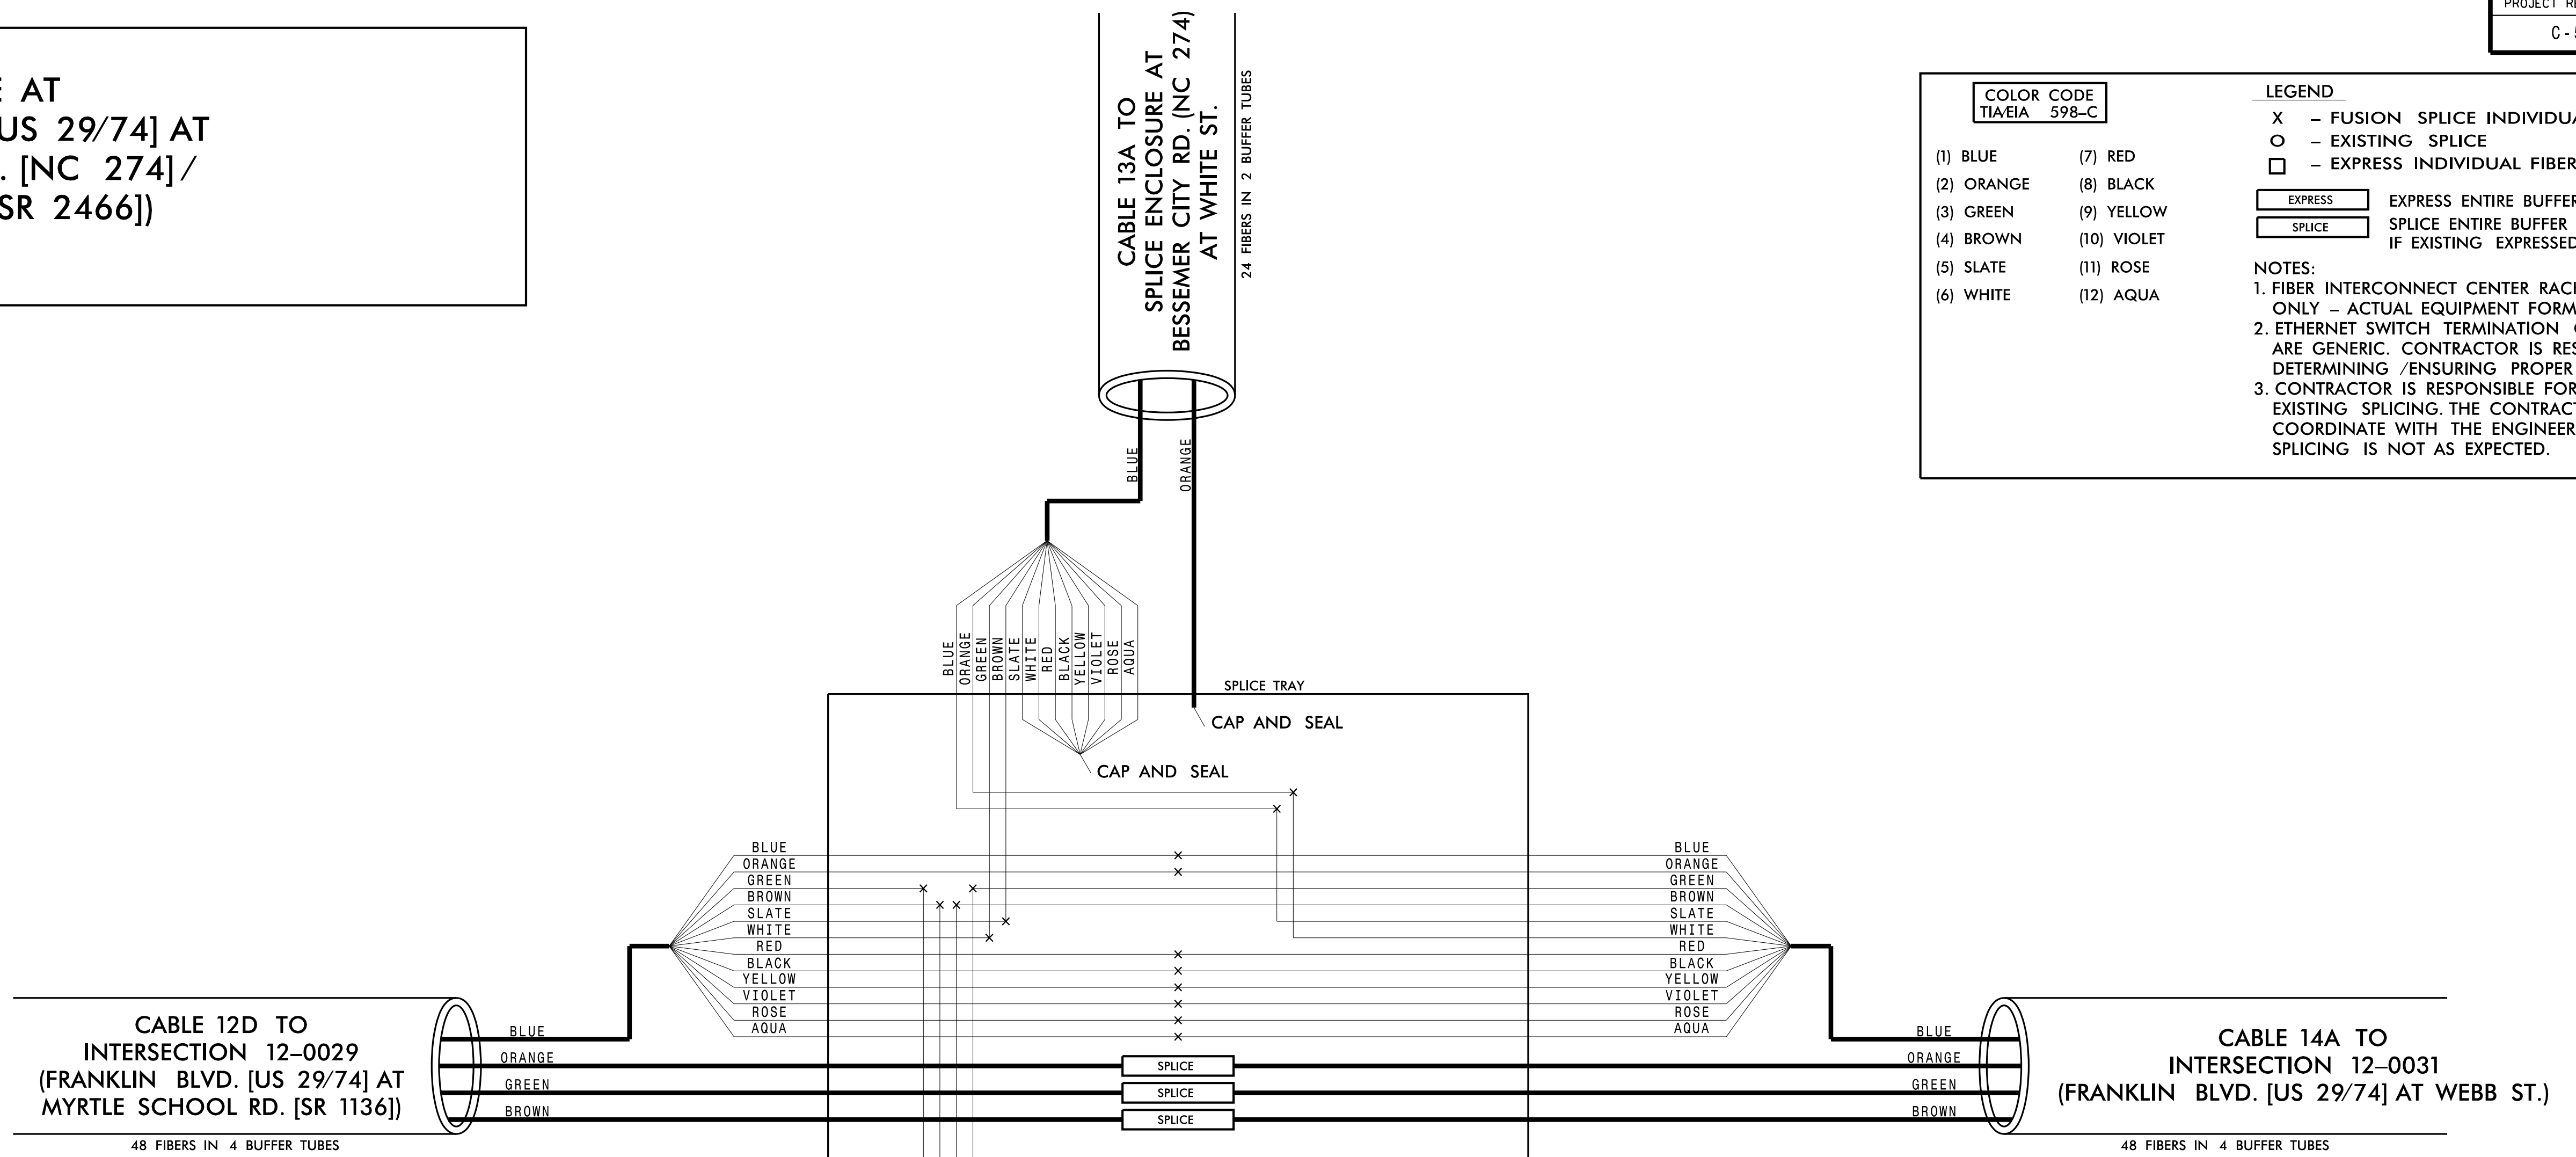 E AT
[US 29/74] AT
. [NC 274]/
SR 2466])
CABLE 13A TO
SPLICE ENCLOSURE AT
BESSEMER CITY RD. (NC 274)
AT WHITE ST.
24 FIBERS IN 2 BUFFER TUBES
PROJECT RE
C-5
COLOR CODE
TIA/EIA 598-C
(1) BLUE
(2) ORANGE
(3) GREEN
(4) BROWN
(5) SLATE
(6) WHITE
(7) RED
(8) BLACK
(9) YELLOW
(10) VIOLET
(11) ROSE
(12) AQUA
LEGEND
X – FUSION SPLICE INDIVIDUA
O – EXISTING SPLICE
– EXPRESS INDIVIDUAL FIBER
EXPRESS
EXPRESS ENTIRE BUFFER
SPLICE
SPLICE ENTIRE BUFFER
IF EXISTING EXPRESSED
NOTES:
1. FIBER INTERCONNECT CENTER RACK
ONLY – ACTUAL EQUIPMENT FORM
2. ETHERNET SWITCH TERMINATION
ARE GENERIC. CONTRACTOR IS RES
DETERMINING /ENSURING PROPER
3. CONTRACTOR IS RESPONSIBLE FOR
EXISTING SPLICING. THE CONTRACT
COORDINATE WITH THE ENGINEER
SPLICING IS NOT AS EXPECTED.
BLUE
ORANGE
BLUE
ORANGE
GREEN
BROWN
SLATE
WHITE
RED
BLACK
YELLOW
VIOLET
ROSE
AQUA
SPLICE TRAY
CAP AND SEAL
CAP AND SEAL
BLUE
ORANGE
GREEN
BROWN
SLATE
WHITE
RED
BLACK
YELLOW
VIOLET
ROSE
AQUA
BLUE
ORANGE
GREEN
BROWN
SLATE
WHITE
RED
BLACK
YELLOW
VIOLET
ROSE
AQUA
CABLE 12D TO
INTERSECTION 12–0029
(FRANKLIN BLVD. [US 29/74] AT
MYRTLE SCHOOL RD. [SR 1136])
48 FIBERS IN 4 BUFFER TUBES
BLUE
ORANGE
GREEN
BROWN
SPLICE
SPLICE
SPLICE
BLUE
ORANGE
GREEN
BROWN
CABLE 14A TO
INTERSECTION 12–0031
(FRANKLIN BLVD. [US 29/74] AT WEBB ST.)
48 FIBERS IN 4 BUFFER TUBES